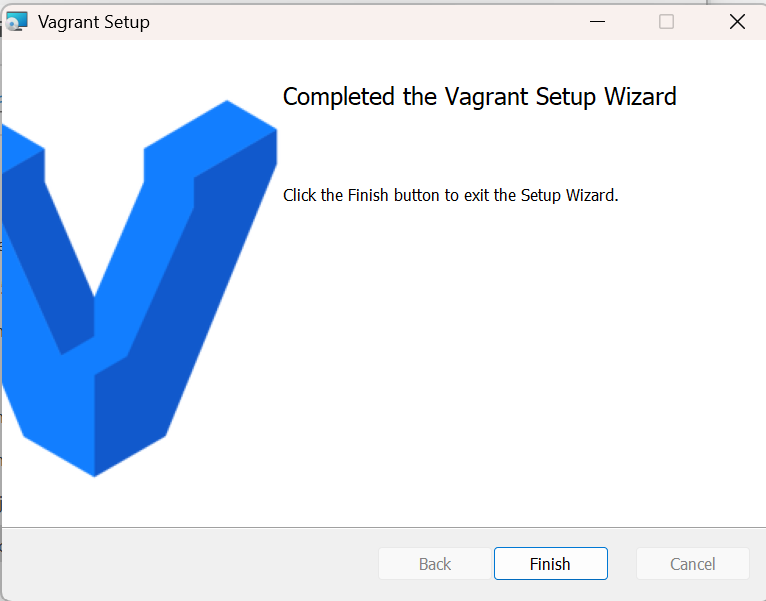 Vagrant Setup
Completed the Vagrant Setup Wizard
Click the Finish button to exit the Setup Wizard.
Back
Finish
Cancel